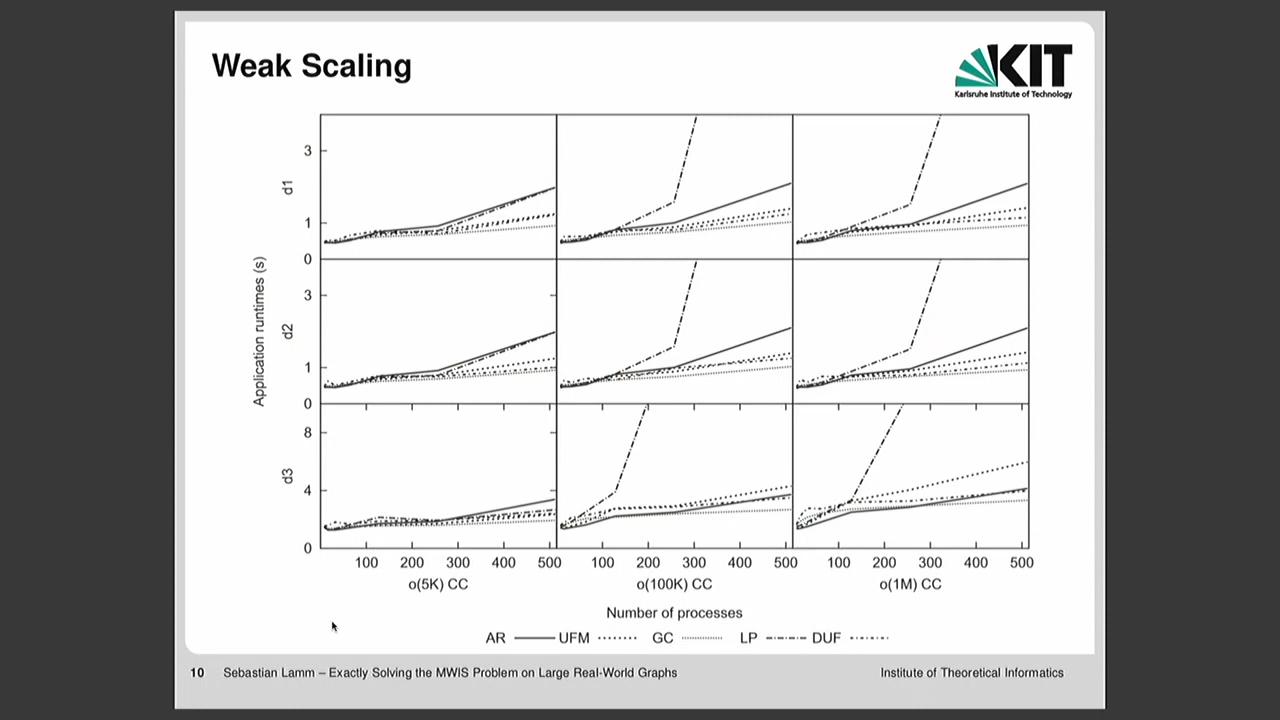 Weak Scaling
KIT
Karlsruhe Institute of Technology
3
d1
1
0
3
d2
1
0
8
d3
4
0
Application runtimes (s)
100 200 300 400 500 100 200 300 400 500 100 200 300 400 500
o(5K) CC o(100K) CC o(1M) CC
Number of processes
AR UFM GC LP DUF
10 Sebastian Lamm – Exactly Solving the MWIS Problem on Large Real-World Graphs Institute of Theoretical Informatics